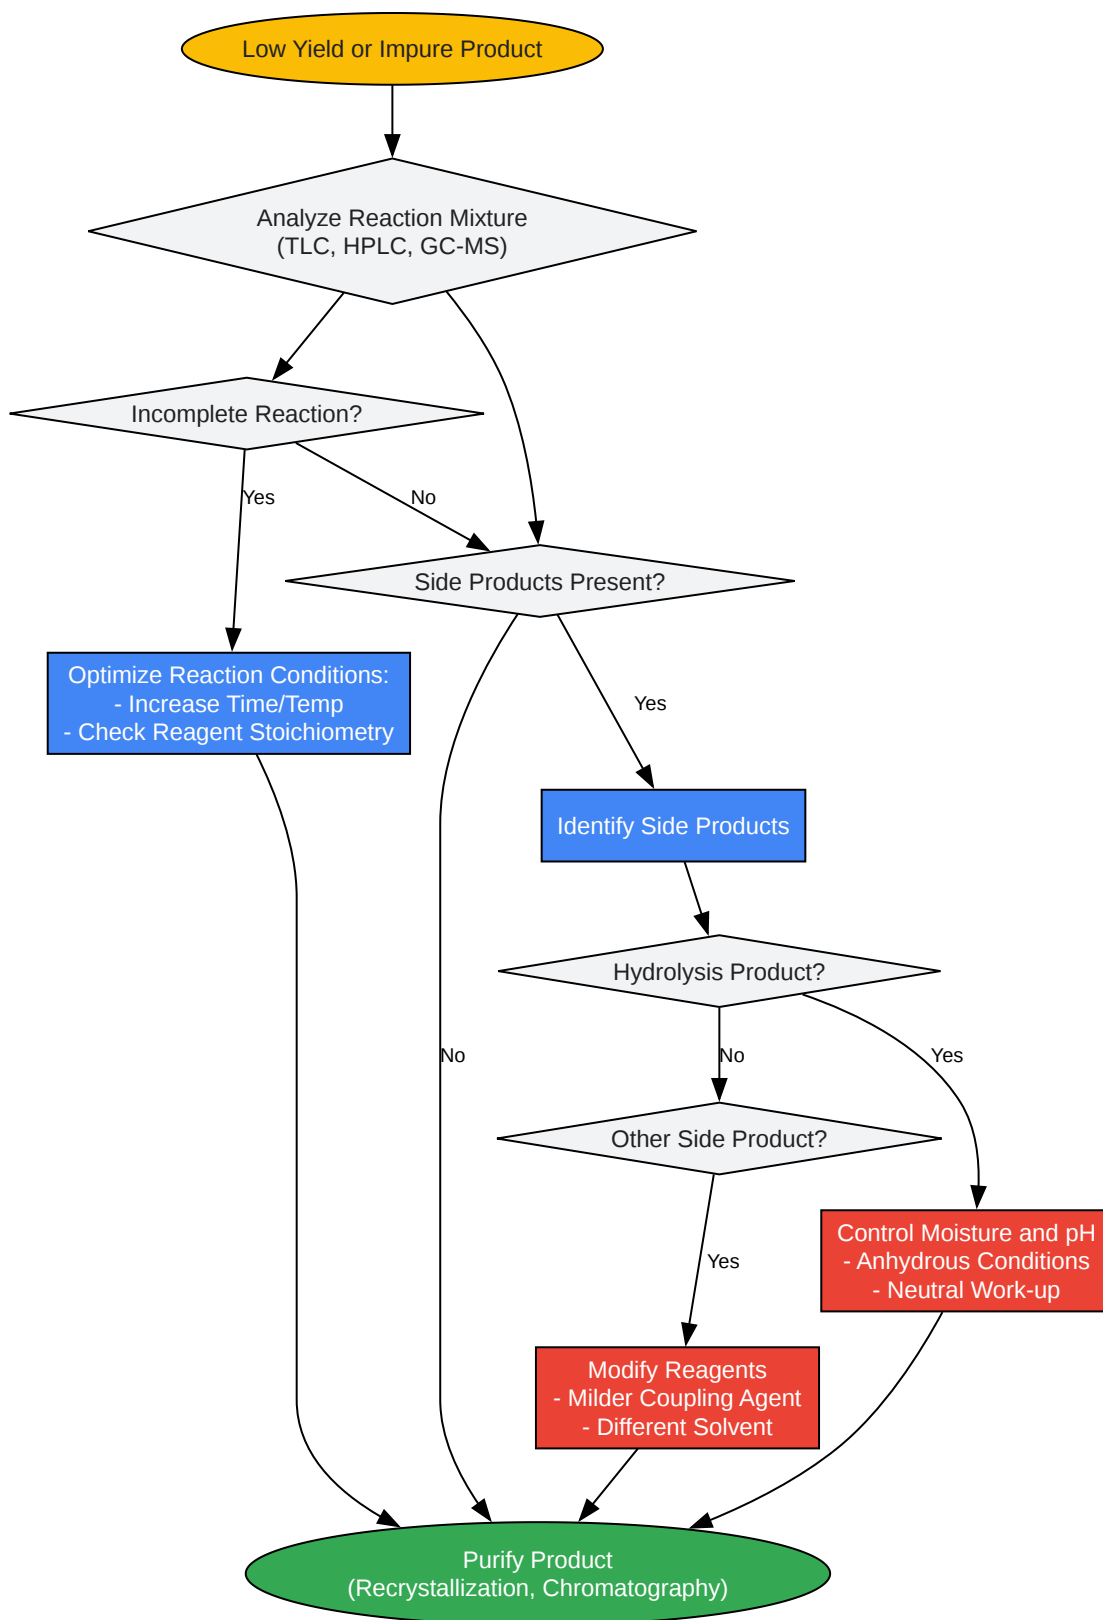 Low Yield or Impure Product
Analyze Reaction Mixture
(TLC, HPLC, GC-MS)
Incomplete Reaction?
Yes
No
Side Products Present?
Optimize Reaction Conditions:
- Increase Time/Temp
- Check Reagent Stoichiometry
Yes
Identify Side Products
Hydrolysis Product?
No
No
Yes
Other Side Product?
Control Moisture and pH
- Anhydrous Conditions
- Neutral Work-up
Yes
Modify Reagents
- Milder Coupling Agent
- Different Solvent
Purify Product
(Recrystallization, Chromatography)